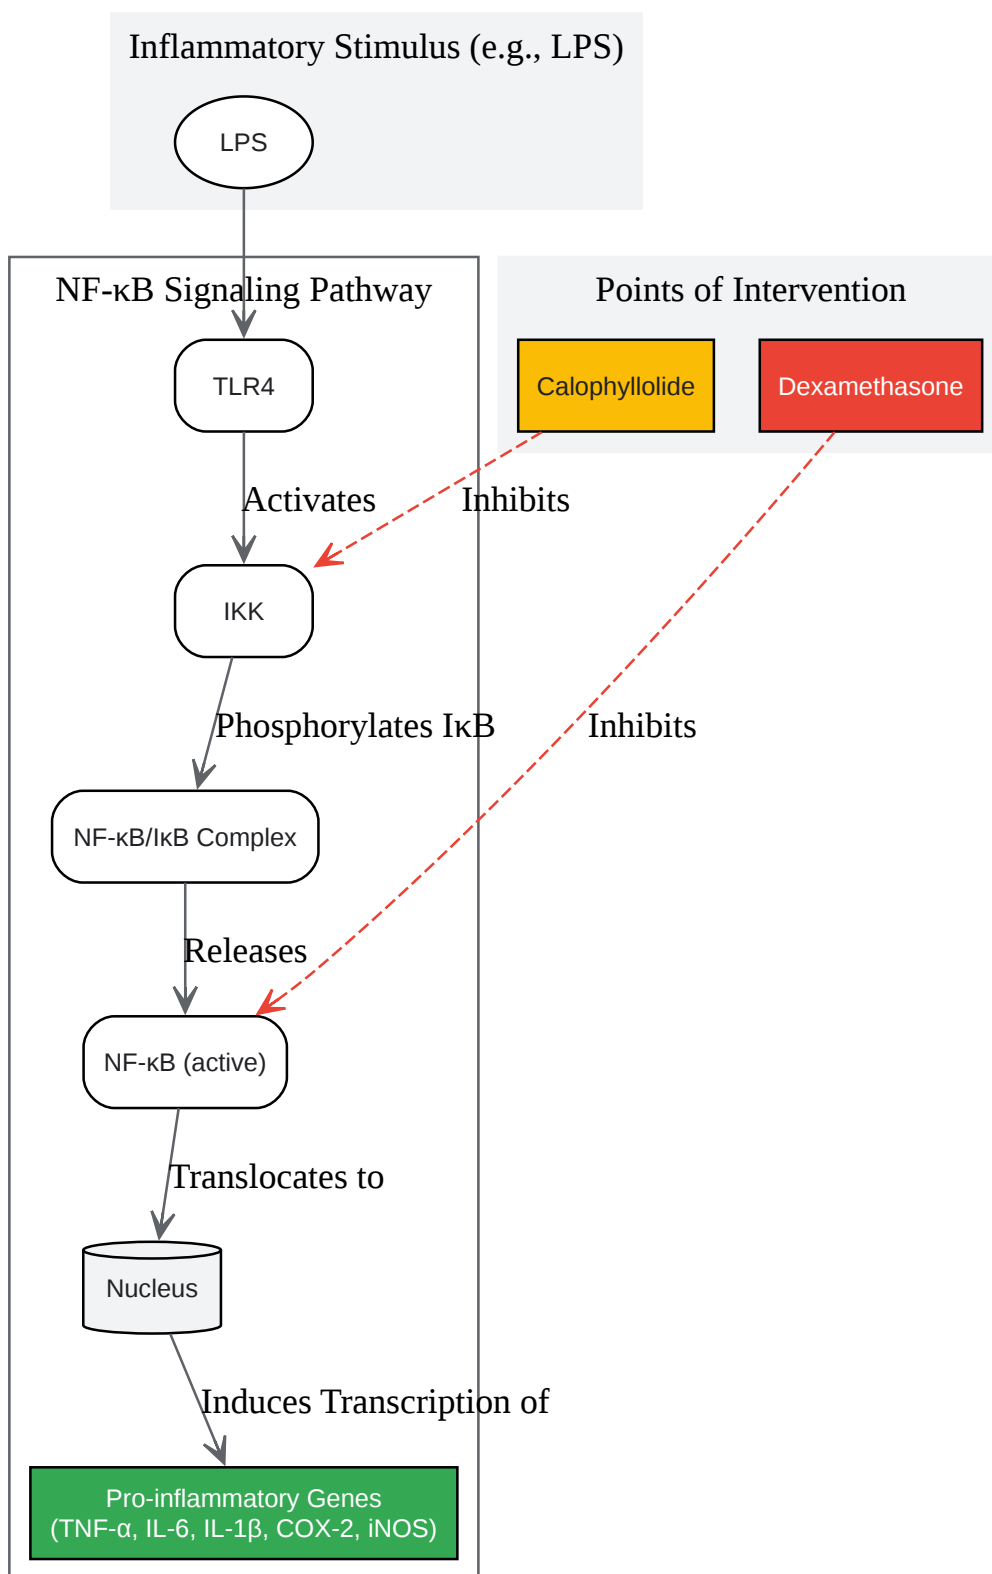 Inflammatory Stimulus (e.g., LPS)
LPS
NF-κB Signaling Pathway
Points of Intervention
TLR4
Calophyllolide
Dexamethasone
Activates
Inhibits
IKK
Phosphorylates IκB
Inhibits
NF-κB/IκB Complex
Releases
NF-κB (active)
Translocates to
Nucleus
Induces Transcription of
Pro-inflammatory Genes
(TNF-α, IL-6, IL-1β, COX-2, iNOS)